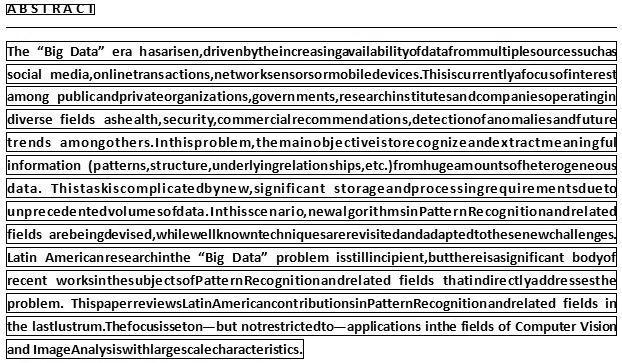 ABSTRACT
The “Big Data” era hasarisen,drivenbytheincreasingavailabilityofdatafrommultiplesourcessuchas
social media,onlinetransactions,networksensorsormobiledevices.Thisiscurrentlyafocusofinterest
among publicandprivateorganizations,governments,researchinstitutesandcompaniesoperatingin
diverse fields ashealth,security,commercialrecommendations,detectionofanomaliesandfuture
trends amongothers.Inthisproblem,themainobjectiveistorecognizeandextractmeaningful
information (patterns,structure,underlyingrelationships,etc.)fromhugeamountsofheterogeneous
data. Thistaskiscomplicatedbynew,significant storageandprocessingrequirementsdueto
unprecedentedvolumesofdata.Inthisscenario,newalgorithmsinPatternRecognitionandrelated
fields arebeingdevised,whilewellknowntechniquesarerevisitedandadaptedtothesenewchallenges.
Latin Americanresearchinthe “Big Data” problem isstillincipient,butthereisasignificant bodyof
recent worksinthesubjectsofPatternRecognitionandrelated fields thatindirectlyaddressesthe
problem. ThispaperreviewsLatinAmericancontributionsinPatternRecognitionandrelated fields in
the lastlustrum.Thefocusisseton—but notrestrictedto—applications inthe fields of Computer Vision
and ImageAnalysiswithlargescalecharacteristics.